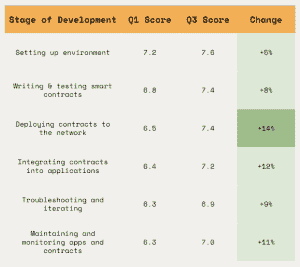 Stage of Development Q1 Score Q3 Score Change
Setting up environment 7.2 7.6 +5%
Writing & testing smart
contracts 6.8 7.4 +8%
Deploying contracts to
the network 6.5 7.4 +14%
Integrating contracts
into applications 6.4 7.2 +12%
Troubleshooting and
iterating 6.3 6.9 +9%
Maintaining and
monitoring apps and
contracts 6.3 7.0 +11%